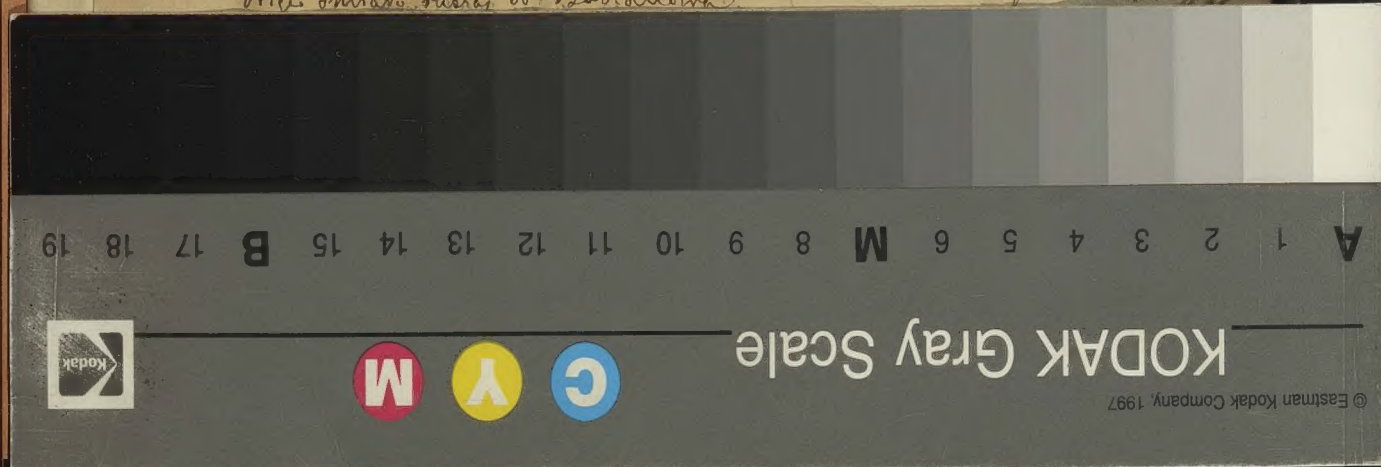 © Eastman Kodak Company, 1997
KODAK Gray Scale
C Y M
Kodak
A 1 2 3 4 5 6 M 8 9 10 11 12 13 14 15 B 17 18 19